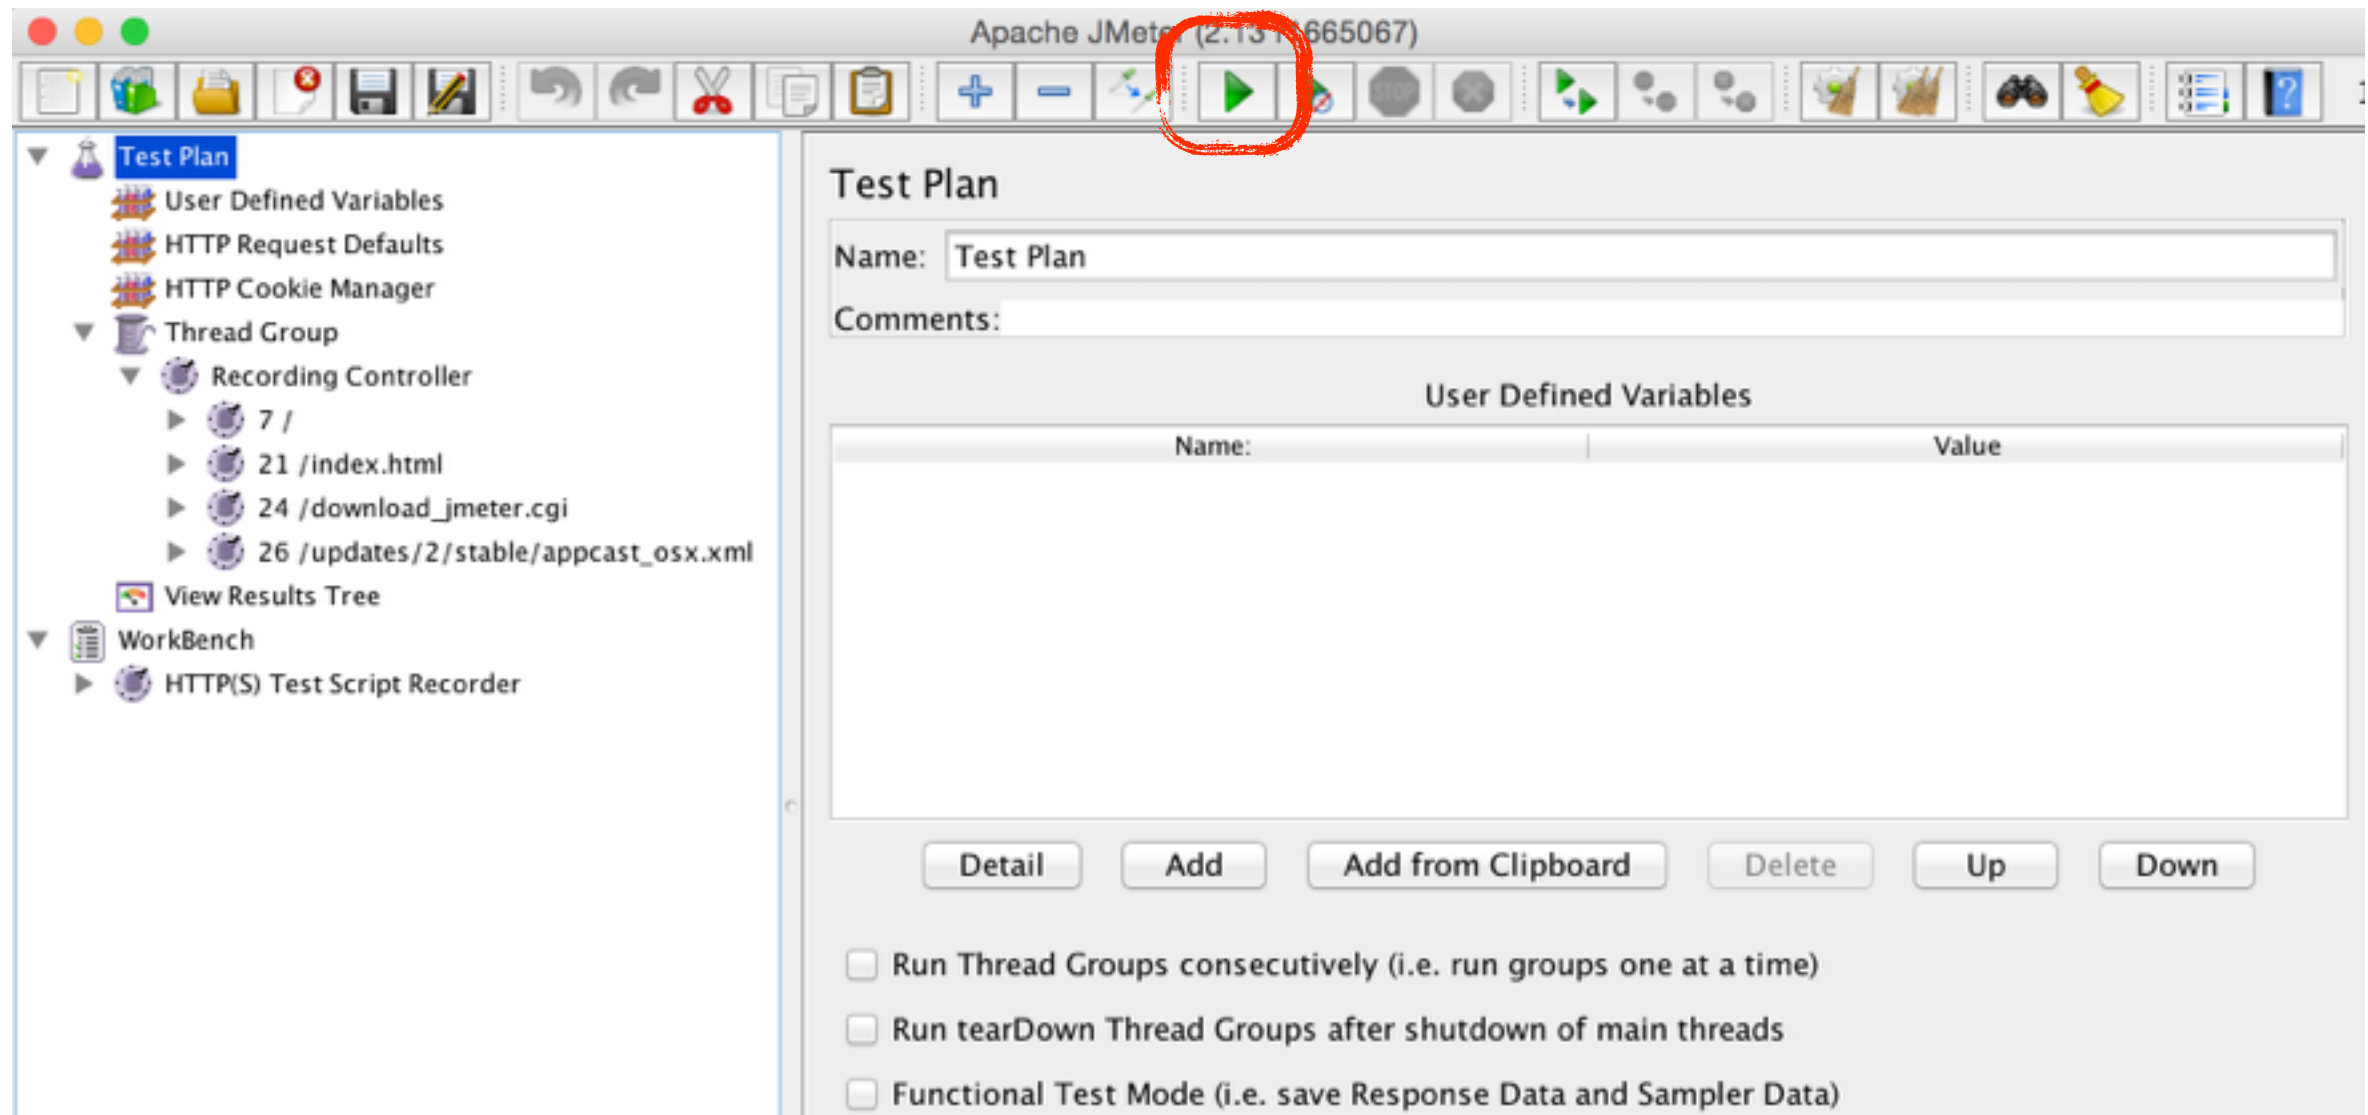 Apache JMeter (2.13 1665067)
STOP
?
Test Plan
User Defined Variables
HTTP Request Defaults
HTTP Cookie Manager
Thread Group
Recording Controller
7 /
21 /index.html
24 /download_jmeter.cgi
26 /updates/2/stable/appcast_osx.xml
View Results Tree
WorkBench
HTTP(S) Test Script Recorder
Test Plan
Name: Test Plan
Comments:
User Defined Variables
Name: Value
Detail Add Add from Clipboard Delete Up Down
Run Thread Groups consecutively (i.e. run groups one at a time)
Run tearDown Thread Groups after shutdown of main threads
Functional Test Mode (i.e. save Response Data and Sampler Data)